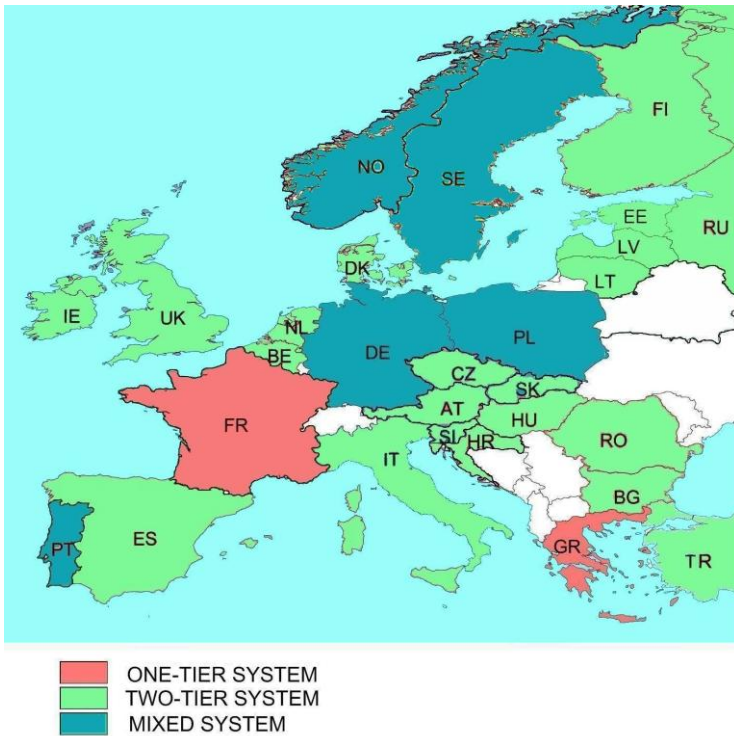 FI
NO
SE
EE
RU
LV
DK
LT
IE
UK
NL
PL
BE
DE
CZ
SK
AT
HU
FR
SI
HR
RO
IT
BG
ES
PT
GR
TR
ONE-TIER SYSTEM
TWO-TIER SYSTEM
MIXED SYSTEM